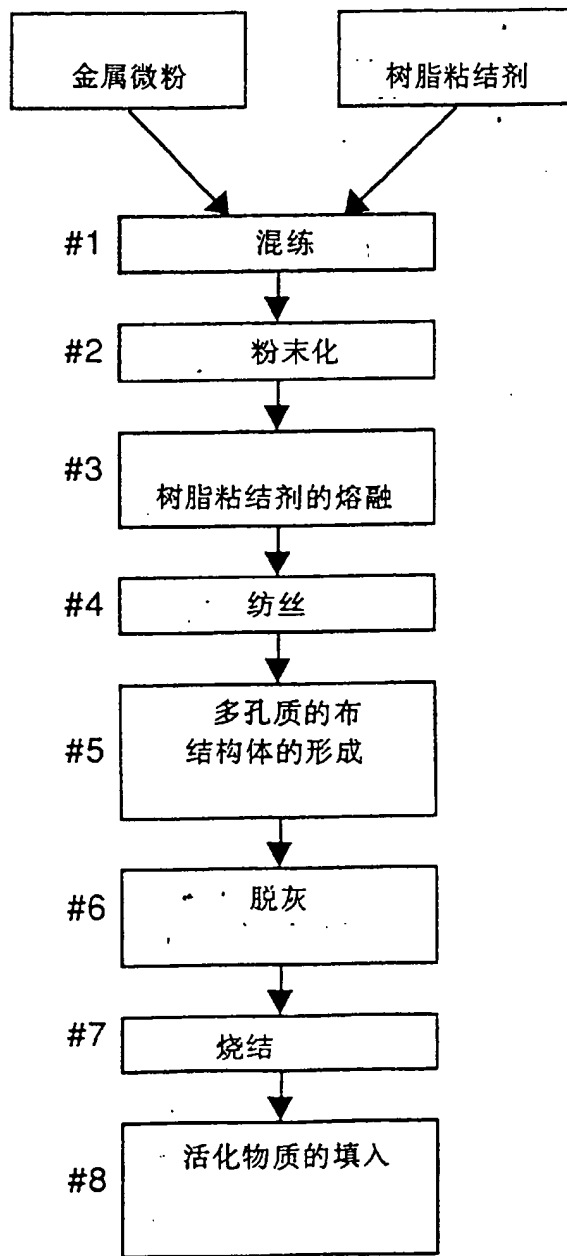 金属微粉
树脂粘结剂
#1
混练
#2
粉末化
#3
树脂粘结剂的熔融
#4
纺丝
#5
多孔质的布
结构体的形成
#6
脱灰
#7
烧结
#8
活化物质的填入